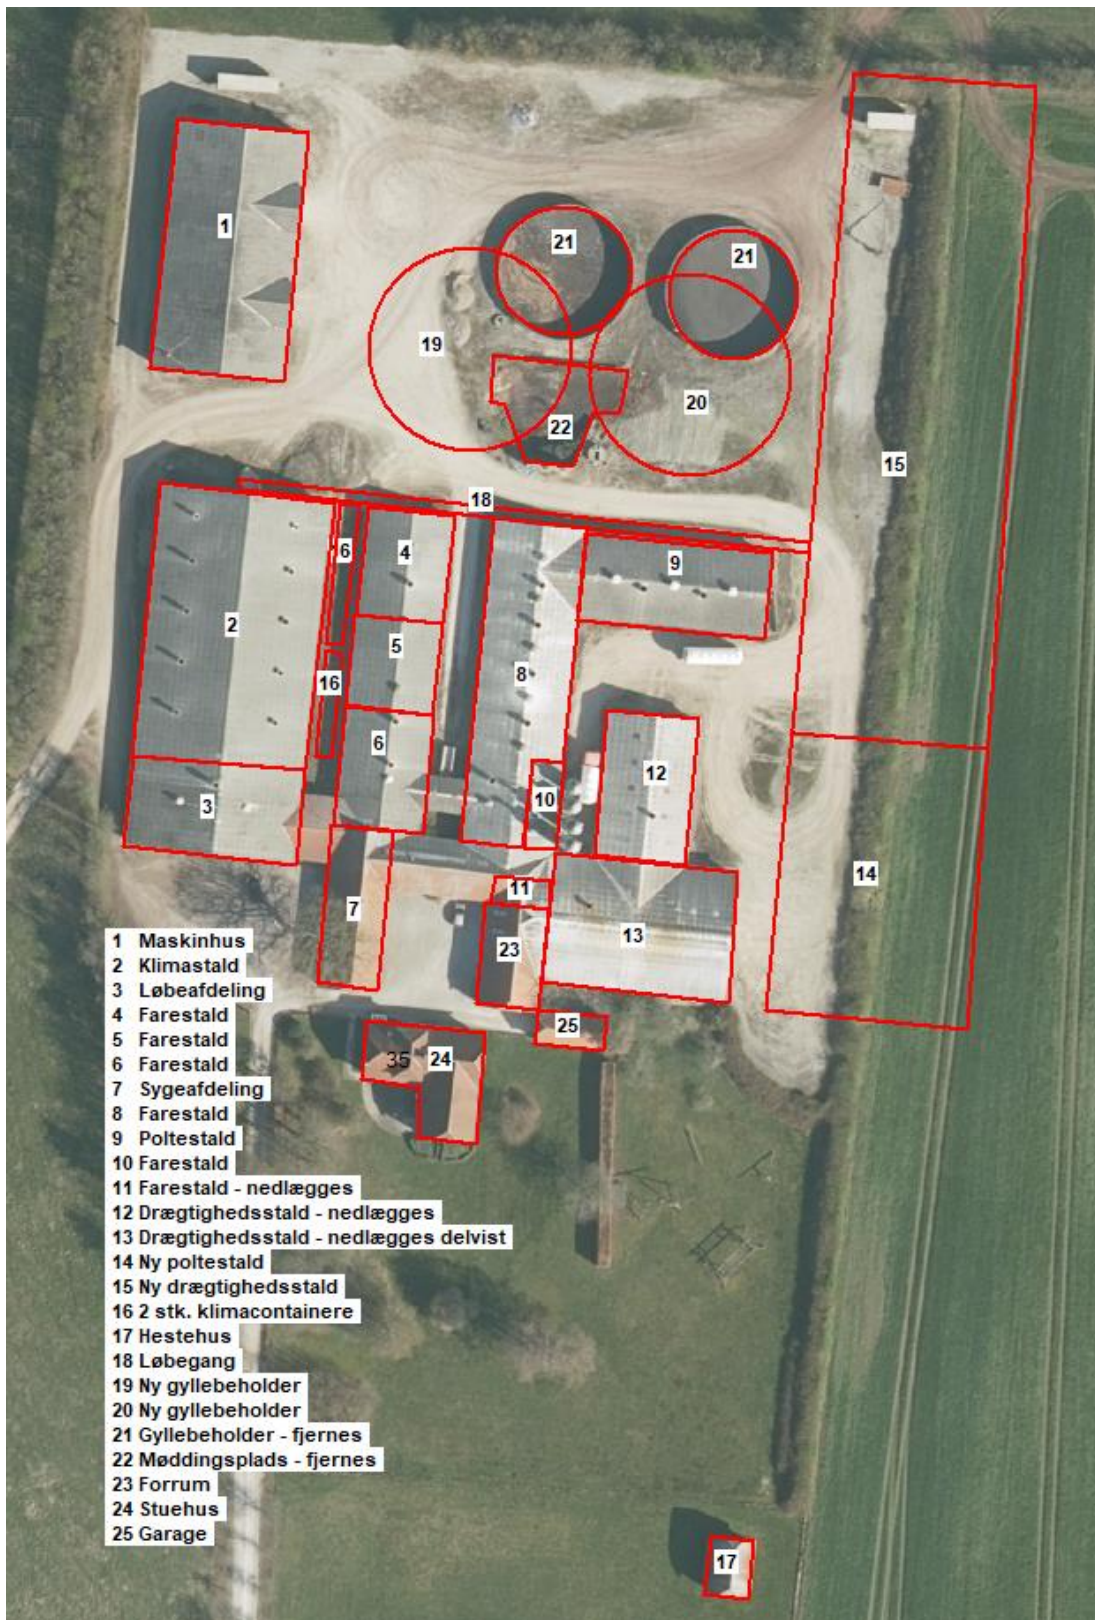 1
21
21
19
20
22
15
18
6
4
9
2
5
8
16
6
12
10
3
14
11
7
23
13
25
35
24
1 Maskinhus
2 Klimastald
3 Løbeafdeling
4 Farestald
5 Farestald
6 Farestald
7 Sygeafdeling
8 Farestald
9 Poltestald
10 Farestald
11 Farestald - nedlægges
12 Drægtighedsstald - nedlægges
13 Drægtighedsstald - nedlægges delvist
14 Ny poltestald
15 Ny drægtighedsstald
16 2 stk. klimacontainere
17 Hestehus
18 Løbegang
19 Ny gyllebeholder
20 Ny gyllebeholder
21 Gyllebeholder - fjernes
22 Møddingsplads - fjernes
23 Forrum
24 Stuehus
25 Garage
17